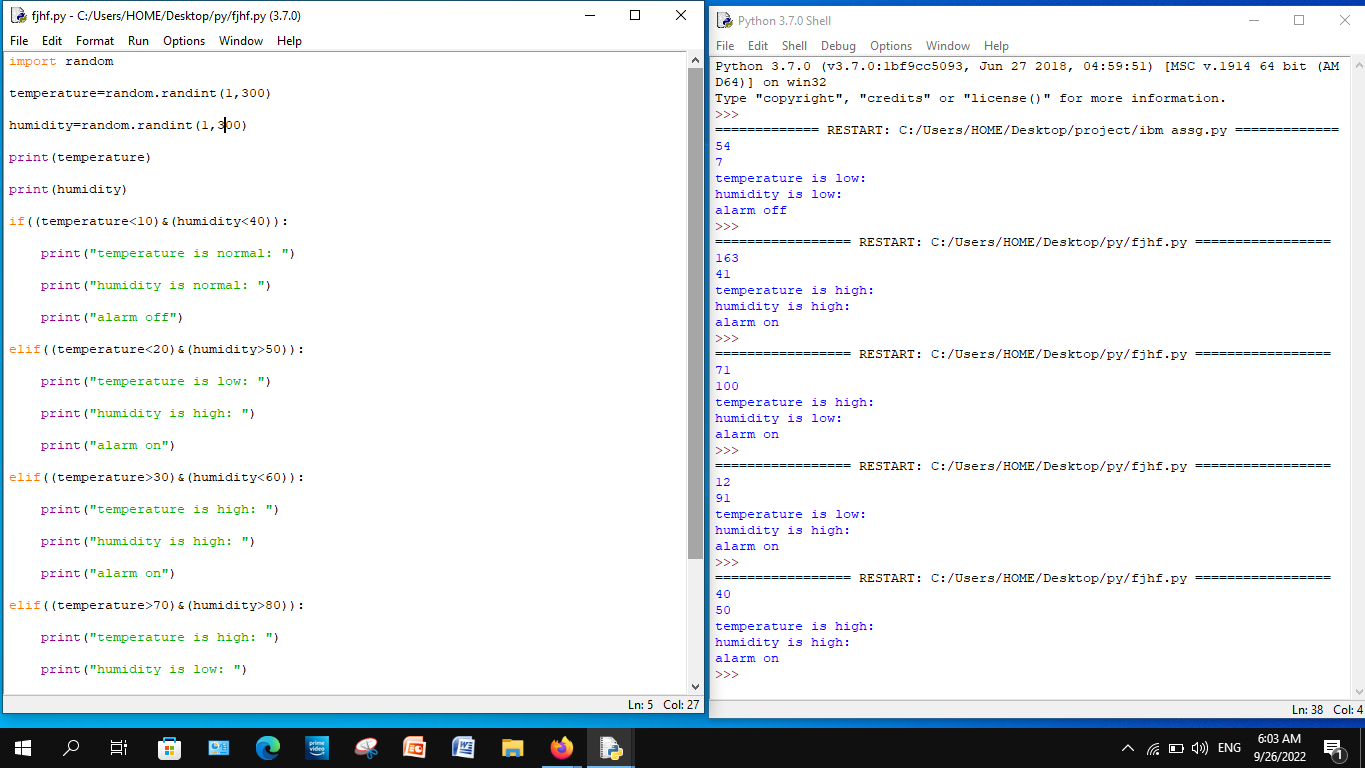 fjhf.py - C:/Users/HOME/Desktop/py/fjhf.py (3.7.0)
File Edit Format Run Options Window Help
import random
temperature=random.randint(1,300)
humidity=random.randint(1,300)
print(temperature)
print(humidity)
if((temperature<10)&(humidity<40)):
    print("temperature is normal: ")
    print("humidity is normal: ")
    print("alarm off")
elif((temperature<20)&(humidity>50)):
    print("temperature is low: ")
    print("humidity is high: ")
    print("alarm on")
elif((temperature>30)&(humidity<60)):
    print("temperature is high: ")
    print("humidity is high: ")
    print("alarm on")
elif((temperature>70)&(humidity>80)):
    print("temperature is high: ")
    print("humidity is low: ")
Ln: 5 Col: 27
Python 3.7.0 Shell
File Edit Shell Debug Options Window Help
Python 3.7.0 (v3.7.0:1bf9cc5093, Jun 27 2018, 04:59:51) [MSC v.1914 64 bit (AM
D64)] on win32
Type "copyright", "credits" or "license()" for more information.
>>>
============= RESTART: C:/Users/HOME/Desktop/project/ibm assg.py =============
54
7
temperature is low:
humidity is low:
alarm off
>>>
================= RESTART: C:/Users/HOME/Desktop/py/fjhf.py =================
163
41
temperature is high:
humidity is high:
alarm on
>>>
================= RESTART: C:/Users/HOME/Desktop/py/fjhf.py =================
71
100
temperature is high:
humidity is low:
alarm on
>>>
================= RESTART: C:/Users/HOME/Desktop/py/fjhf.py =================
12
91
temperature is low:
humidity is high:
alarm on
>>>
================= RESTART: C:/Users/HOME/Desktop/py/fjhf.py =================
40
50
temperature is high:
humidity is high:
alarm on
>>>
Ln: 38 Col: 4
prime video
ENG
6:03 AM
9/26/2022
1